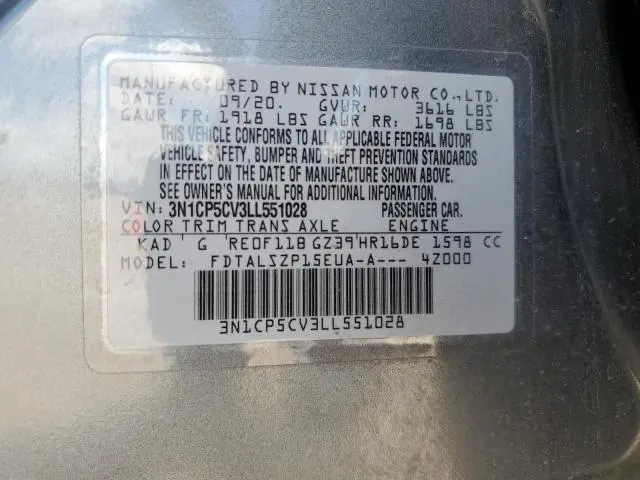 MANUFACTURED BY NISSAN MOTOR CO.,LTD.
DATE: 09/20. GVWR: 3616 LBS
GAWR FR: 1918 LBS GAWR RR: 1698 LBS
THIS VEHICLE CONFORMS TO ALL APPLICABLE FEDERAL MOTOR
VEHICLE SAFETY, BUMPER AND THEFT PREVENTION STANDARDS
IN EFFECT ON THE DATE OF MANUFACTURE SHOWN ABOVE.
SEE OWNER'S MANUAL FOR ADDITIONAL INFORMATION.
VIN: 3N1CP5CV3LL551028 PASSENGER CAR.
COLOR TRIM TRANS AXLE ENGINE
KAD G RE0F11B GZ39 HR16DE 1598 CC
MODEL: FDTALSZP15EUA-A--- 4Z000
3N1CP5CV3LL551028